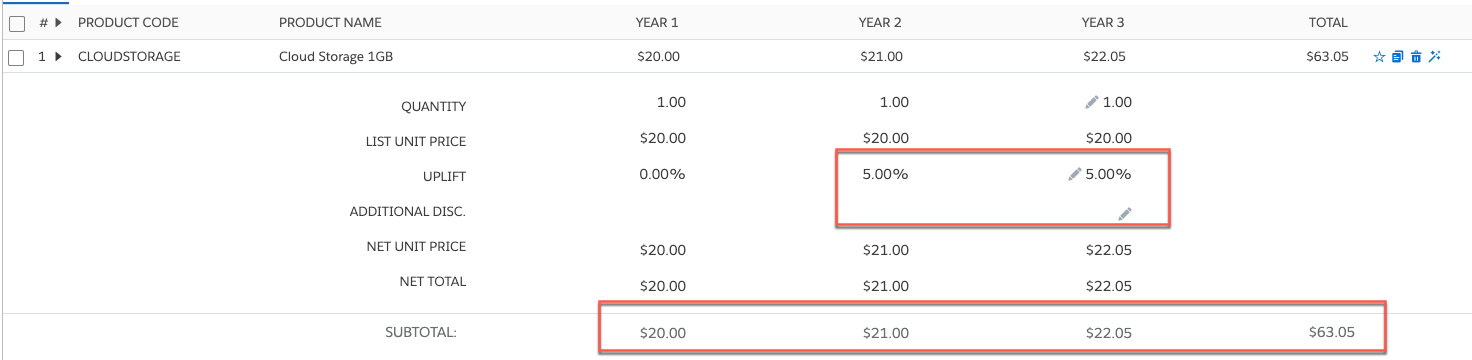 # PRODUCT CODE PRODUCT NAME YEAR 1 YEAR 2 YEAR 3 TOTAL
1 CLOUDSTORAGE Cloud Storage 1GB $20.00 $21.00 $22.05 $63.05
QUANTITY 1.00 1.00 1.00
LIST UNIT PRICE $20.00 $20.00 $20.00
UPLIFT 0.00% 5.00% 5.00%
ADDITIONAL DISC.
NET UNIT PRICE $20.00 $21.00 $22.05
NET TOTAL $20.00 $21.00 $22.05
SUBTOTAL: $20.00 $21.00 $22.05 $63.05